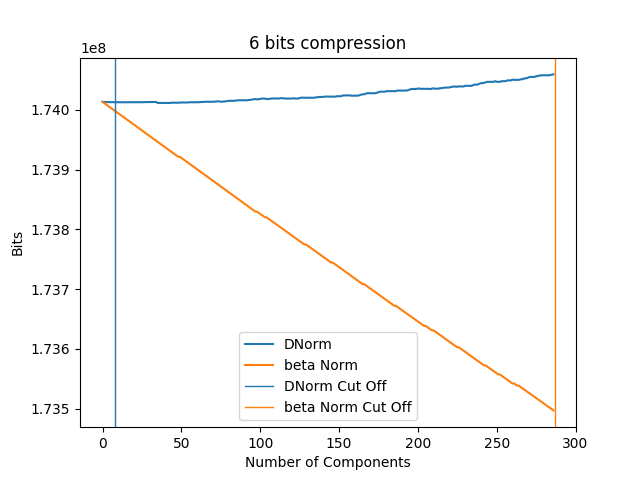 6 bits compression
1e8
1.740
1.739
1.738
1.737
1.736
1.735
Bits
DNorm
beta Norm
DNorm Cut Off
beta Norm Cut Off
0 50 100 150 200 250 300
Number of Components